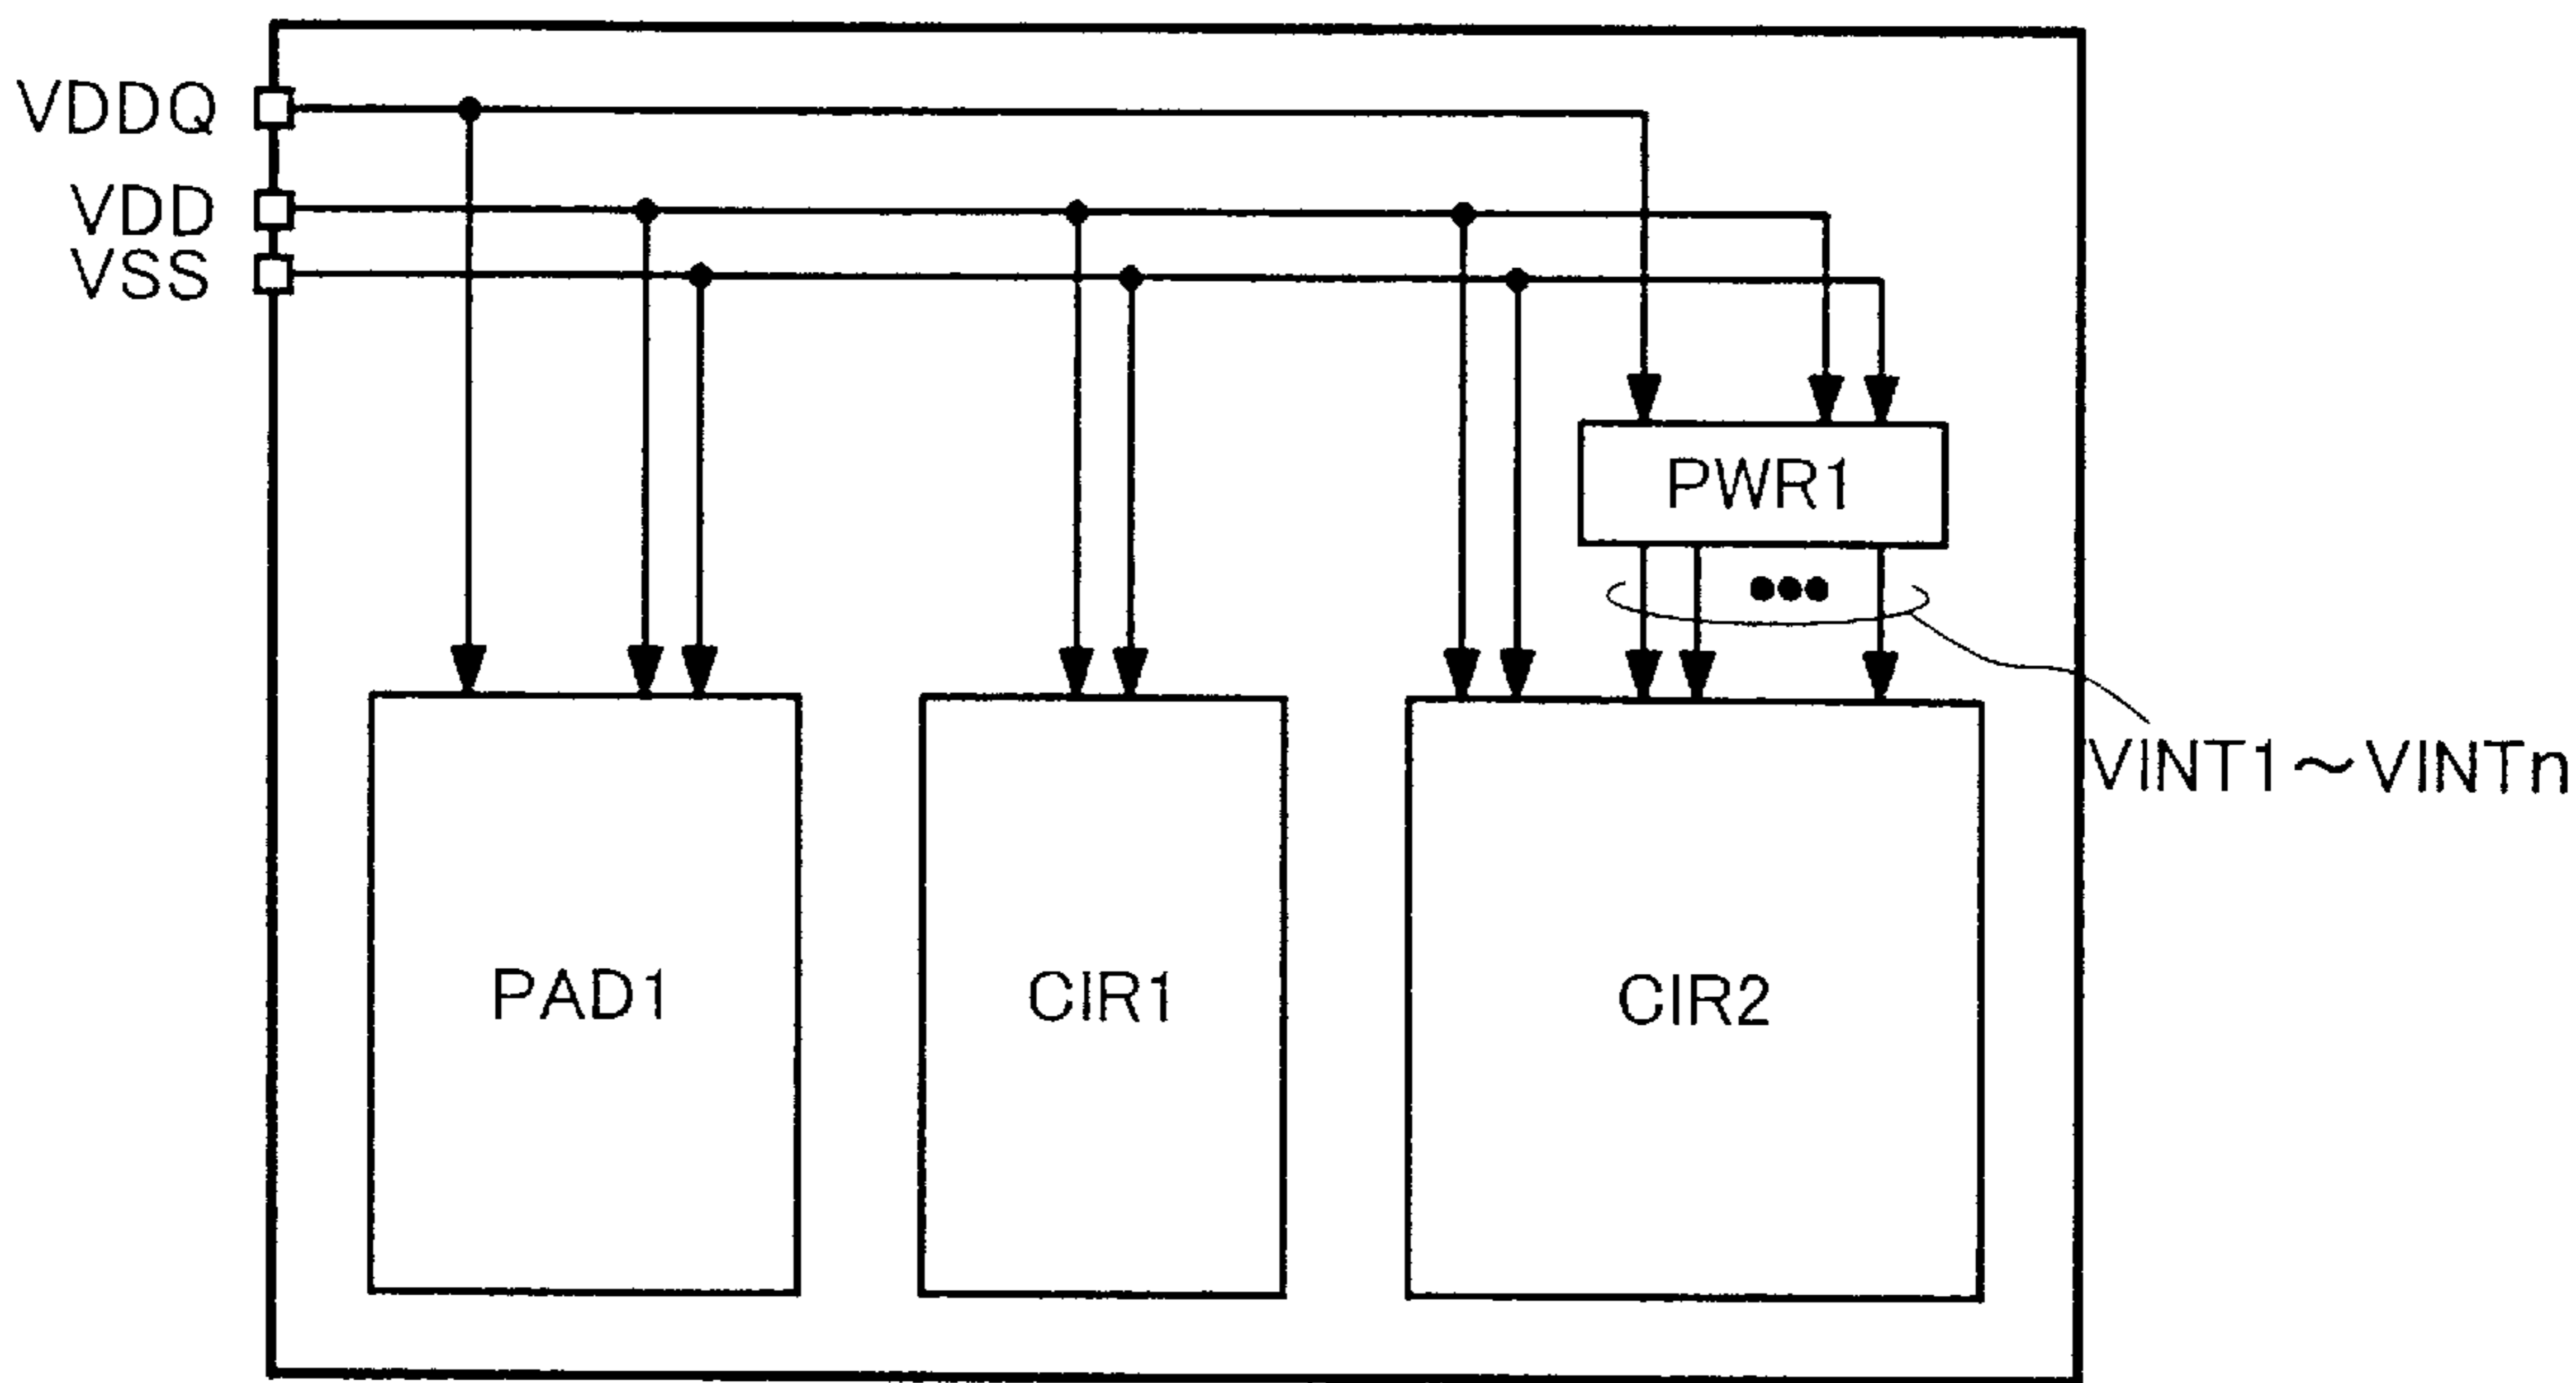 VDDQ
VDD
VSS
PWR1
VINT1～VINTn
PAD1
CIR1
CIR2